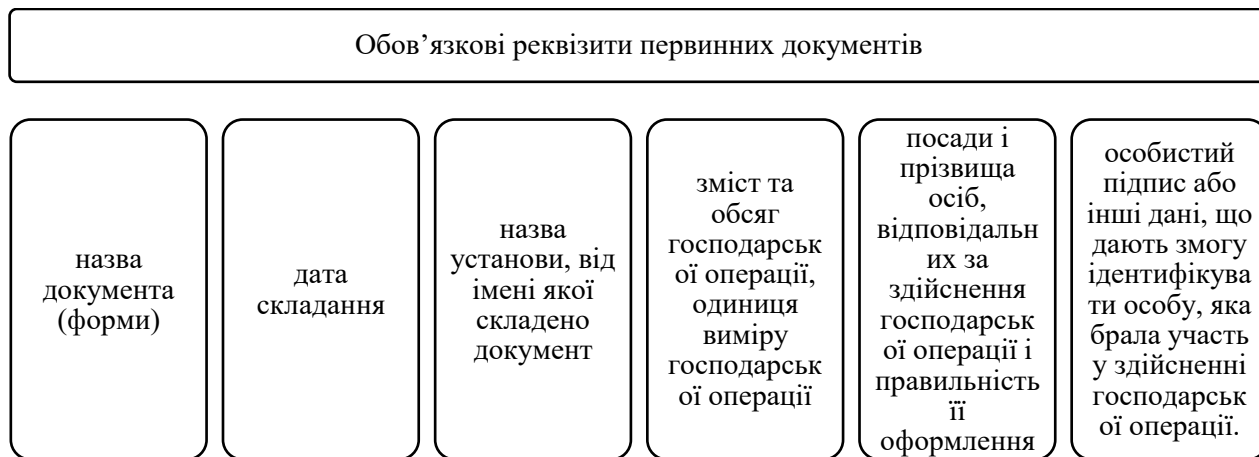 Обов’язкові реквізити первинних документів
назва
документа
(форми)
дата
складання
назва
установи, від
імені якої
складено
документ
зміст та
обсяг
господарськ
ої операції,
одиниця
виміру
господарськ
ої операції
посади і
прізвища
осіб,
відповідальн
их за
здійснення
господарськ
ої операції і
правильність
її
оформлення
особистий
підпис або
інші дані, що
дають змогу
ідентифікува
ти особу, яка
брала участь
у здійсненні
господарськ
ої операції.